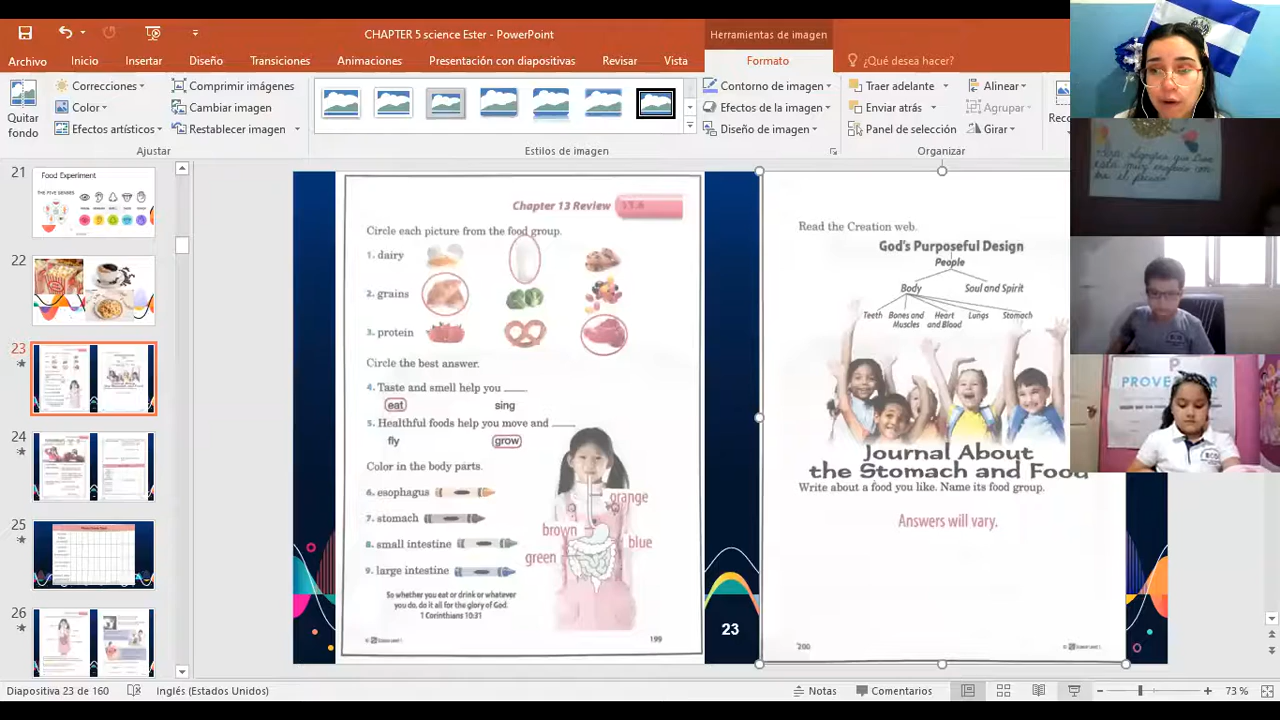 CHAPTER 5 science Ester - PowerPoint
Herramientas de imagen
Archivo
Inicio
Insertar
Diseño
Transiciones
Animaciones
Presentación con diapositivas
Revisar
Vista
Formato
¿Qué desea hacer?
Quitar fondo
Correcciones
Color
Efectos artísticos
Comprimir imágenes
Cambiar imagen
Restablecer imagen
Contorno de imagen
Efectos de la imagen
Diseño de imagen
Traer adelante
Enviar atrás
Panel de selección
Alinear
Agrupar
Girar
Ajustar
Estilos de imagen
Organizar
21
Food Experiment
THE FIVE SENSES
22
23
24
25
26
Chapter 13 Review
Circle each picture from the food group.
1. dairy
2. grains
3. protein
Circle the best answer.
4. Taste and smell help you ____
eat
sing
5. Healthful foods help you move and ____
fly
grow
Color in the body parts.
6. esophagus
7. stomach
8. small intestine
9. large intestine
orange
brown
blue
green
So whether you eat or drink or whatever
you do, do it all for the glory of God.
1 Corinthians 10:31
199
23
Read the Creation web.
God's Purposeful Design
People
Body
Soul and Spirit
Teeth
Bones and Muscles
Heart and Blood
Lungs
Stomach
Journal About
the Stomach and Food
Write about a food you like. Name its food group.
Answers will vary.
200
Diapositiva 23 de 160
Inglés (Estados Unidos)
Notas
Comentarios
73 %